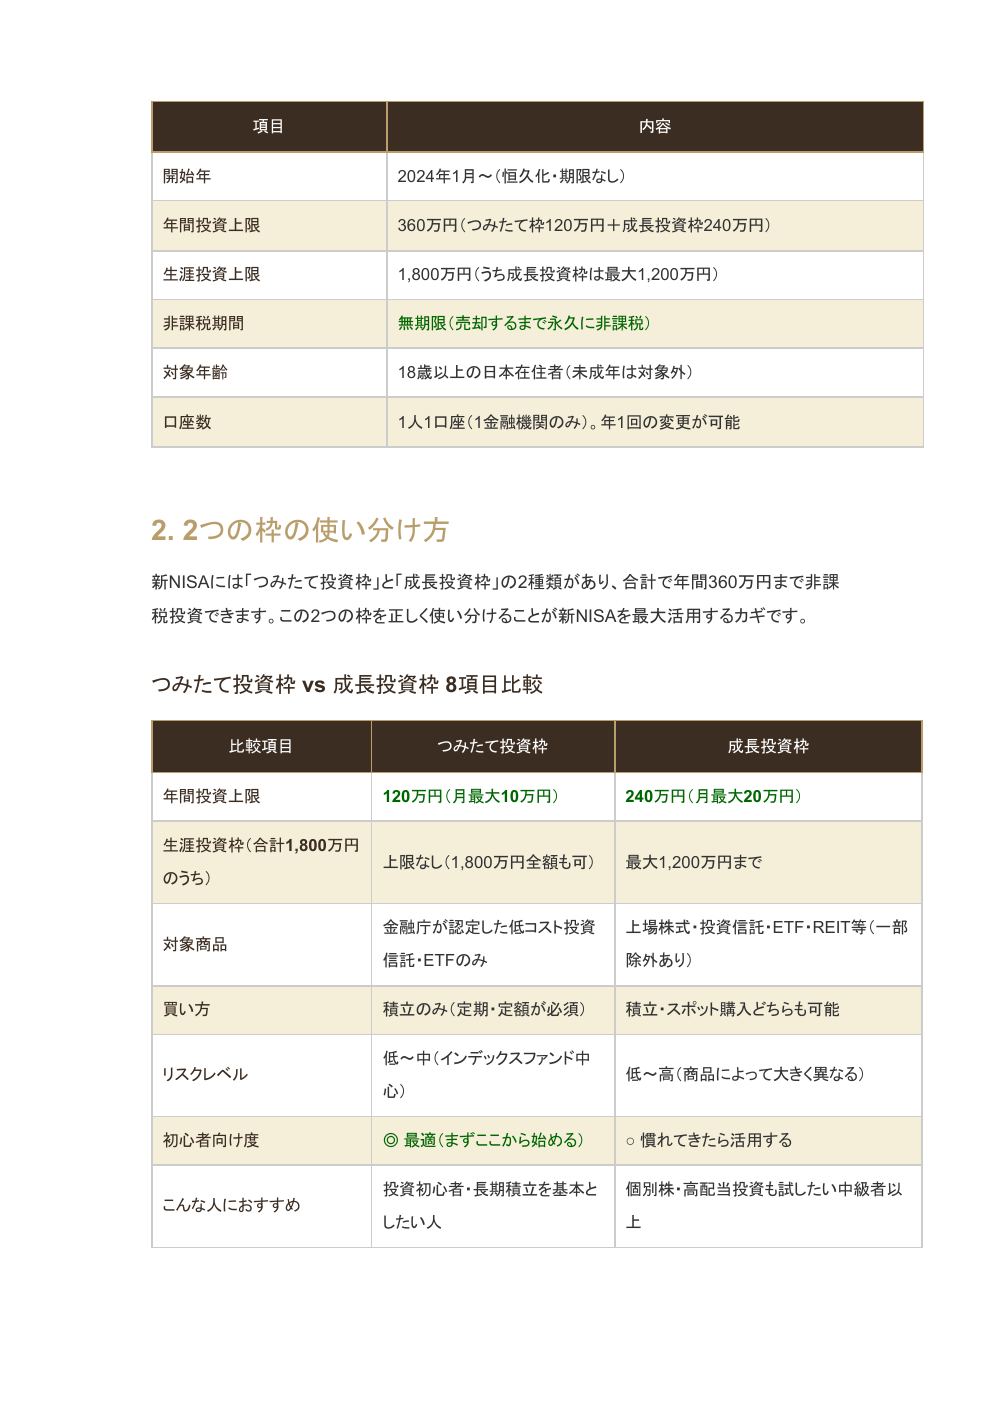 項目 内容
開始年 2024年1月～（恒久化・期限なし）
年間投資上限 360万円（つみたて枠120万円＋成長投資枠240万円）
生涯投資上限 1,800万円（うち成長投資枠は最大1,200万円）
非課税期間 無期限（売却するまで永久に非課税）
対象年齢 18歳以上の日本在住者（未成年は対象外）
口座数 1人1口座（1金融機関のみ）。年1回の変更が可能
2. 2つの枠の使い分け方
新NISAには「つみたて投資枠」と「成長投資枠」の2種類があり、合計で年間360万円まで非課
税投資できます。この2つの枠を正しく使い分けることが新NISAを最大活用するカギです。
つみたて投資枠 vs 成長投資枠 8項目比較
比較項目 つみたて投資枠 成長投資枠
年間投資上限 120万円（月最大10万円） 240万円（月最大20万円）
生涯投資枠（合計1,800万円
のうち）
上限なし（1,800万円全額も可） 最大1,200万円まで
対象商品
金融庁が認定した低コスト投資
信託・ETFのみ
上場株式・投資信託・ETF・REIT等（一部
除外あり）
買い方 積立のみ（定期・定額が必須） 積立・スポット購入どちらも可能
リスクレベル
低～中（インデックスファンド中
心）
低～高（商品によって大きく異なる）
初心者向け度 ◎ 最適（まずここから始める） ○ 慣れてきたら活用する
こんな人におすすめ
投資初心者・長期積立を基本と
したい人
個別株・高配当投資も試したい中級者以
上